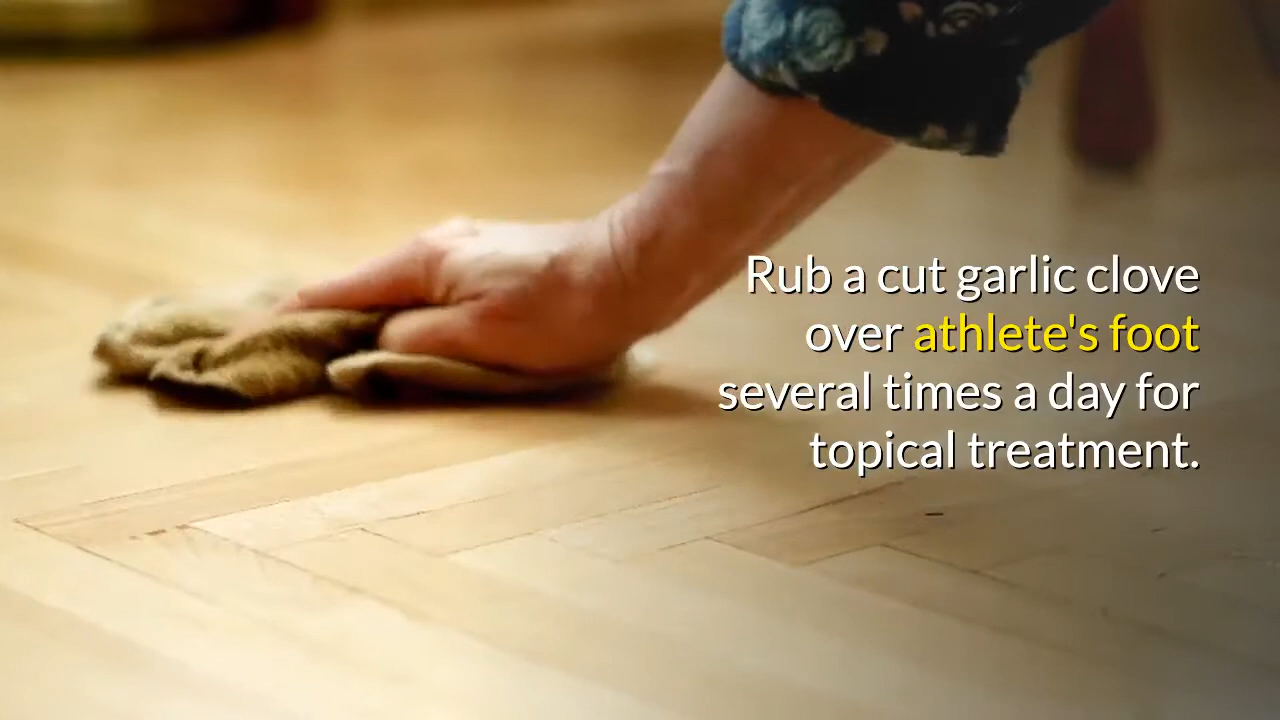 Rub a cut garlic clove
over athlete's foot
several times a day for
topical treatment.